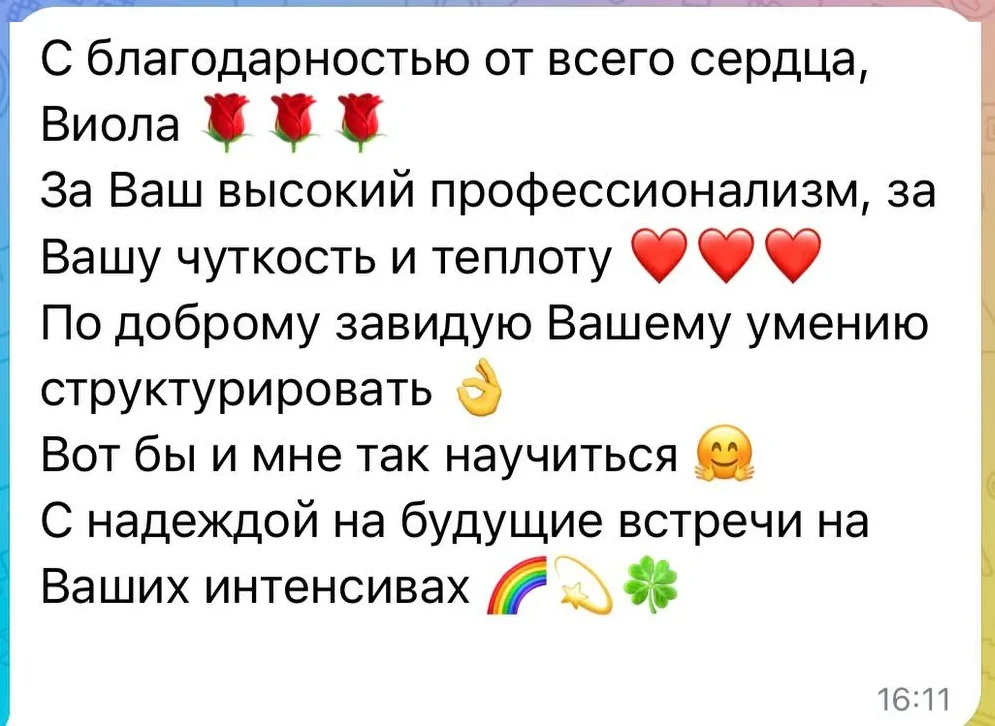 С благодарностью от всего сердца,
Виола 🌹🌹🌹
За Ваш высокий профессионализм, за
Вашу чуткость и теплоту ❤️❤️❤️
По доброму завидую Вашему умению
структурировать 👌
Вот бы и мне так научиться 🤗
С надеждой на будущие встречи на
Ваших интенсивах 🌈💫🍀
16:11